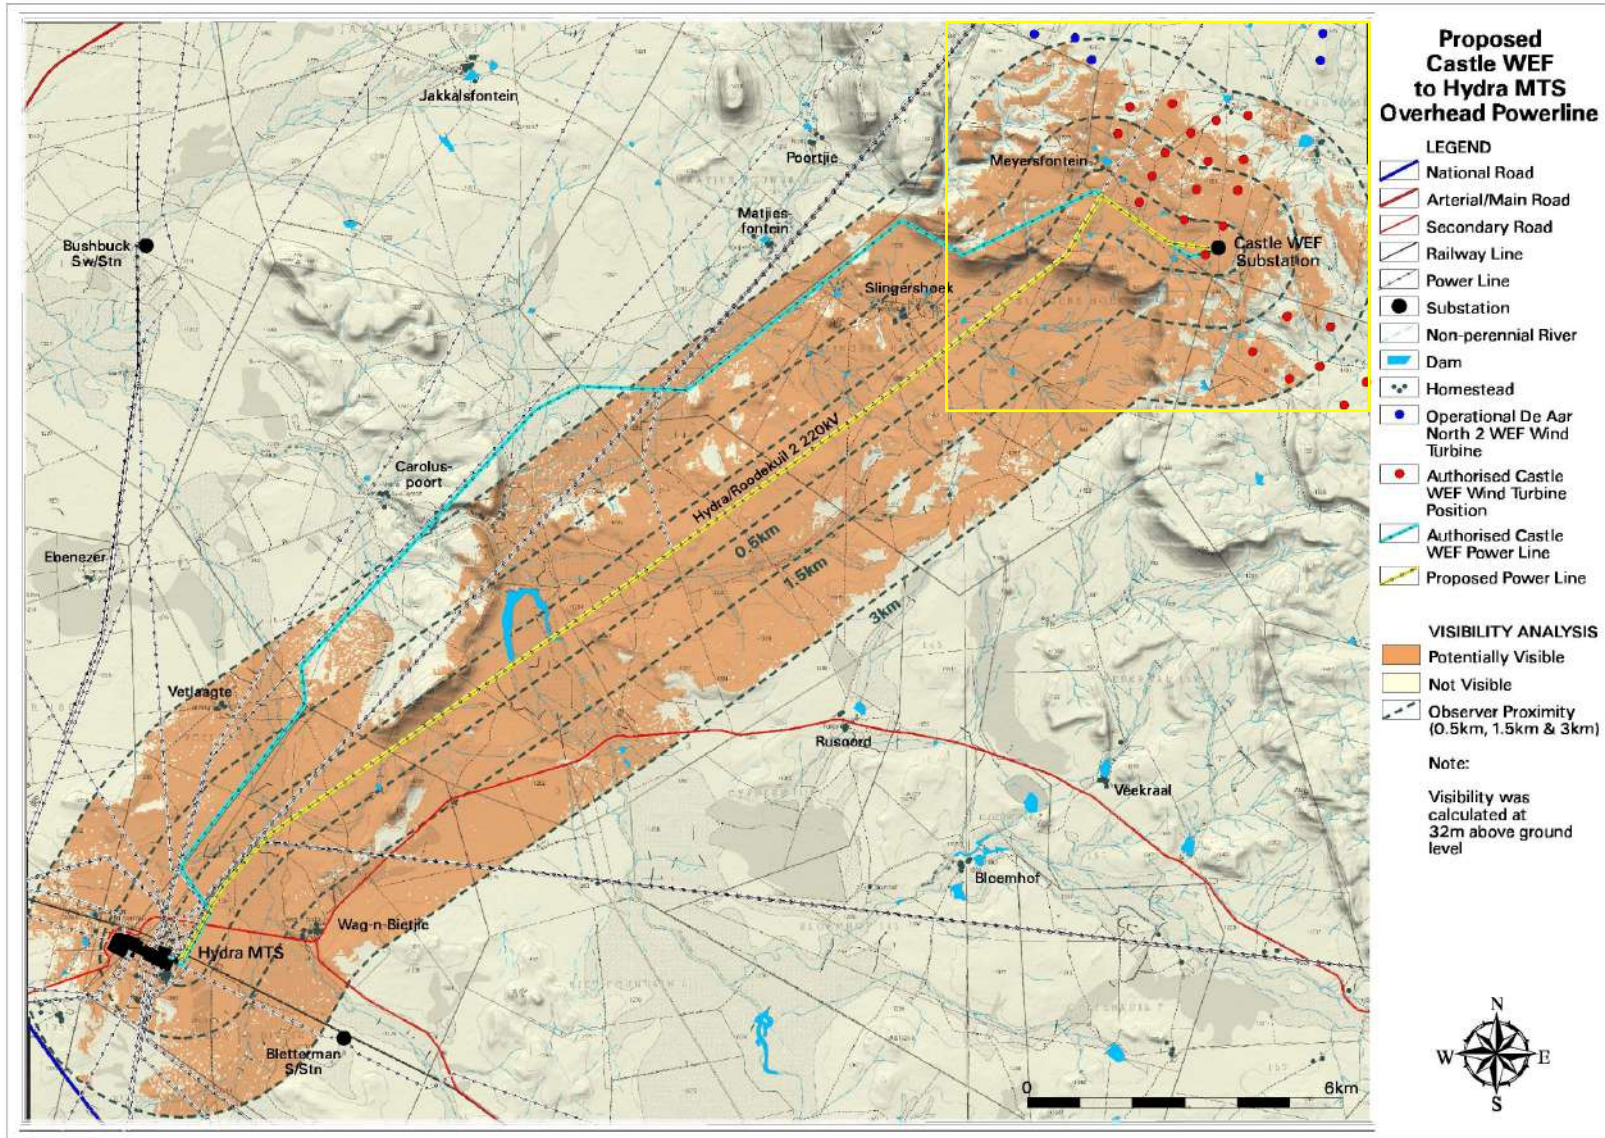 Proposed
Castle WEF
to Hydra MTS
Overhead Powerline
LEGEND
National Road
Arterial/Main Road
Secondary Road
Railway Line
Power Line
Substation
Non-perennial River
Dam
Homestead
Operational De Aar
North 2 WEF Wind
Turbine
Authorised Castle
WEF Wind Turbine
Position
Authorised Castle
WEF Power Line
Proposed Power Line
VISIBILITY ANALYSIS
Potentially Visible
Not Visible
Observer Proximity
(0.5km, 1.5km & 3km)
Note:
Visibility was
calculated at
32m above ground
level
Jakkalsfontein
Poortjie
Meyersfontein
Matjies-
fontein
Bushbuck
Sw/Stn
Castle WEF
Substation
Slingershoek
Hydra/Roodekuil 2 220kV
Carolus-
poort
0.5km
1.5km
3km
Ebenezer
Vetlaagte
Rusoord
Veekraal
Bloemhof
Wag-n-Bietjie
Hydra MTS
Bletterman
S/Stn
0
6km
N
W
E
S